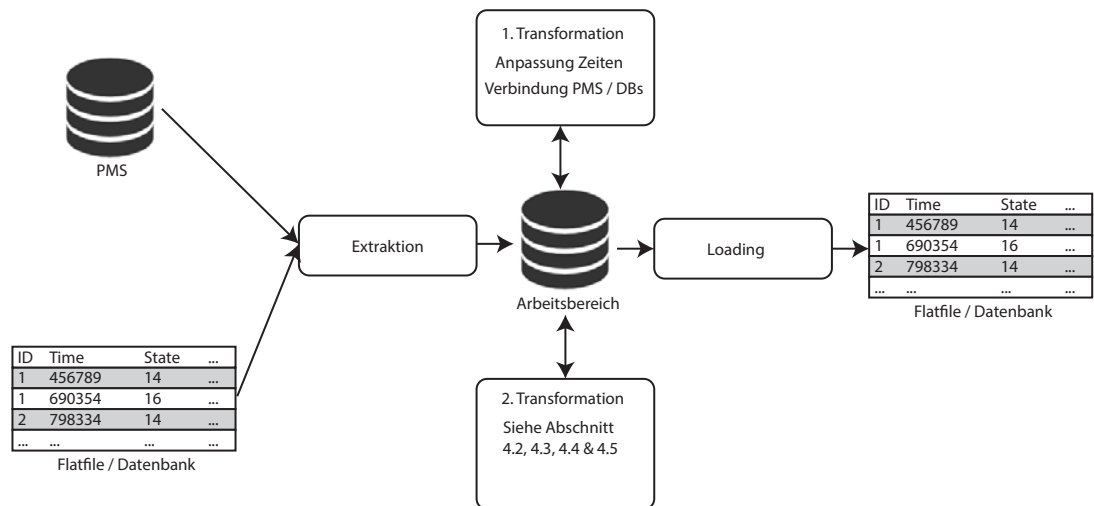 1. Transformation
Anpassung Zeiten
Verbindung PMS / DBs
PMS
Extraktion
Arbeitsbereich
Loading
ID Time State ...
1 456789 14 ...
1 690354 16 ...
2 798334 14 ...
... ... ... ...
Flatfile / Datenbank
ID Time State ...
1 456789 14 ...
1 690354 16 ...
2 798334 14 ...
... ... ... ...
Flatfile / Datenbank
2. Transformation
Siehe Abschnitt
4.2, 4.3, 4.4 & 4.5